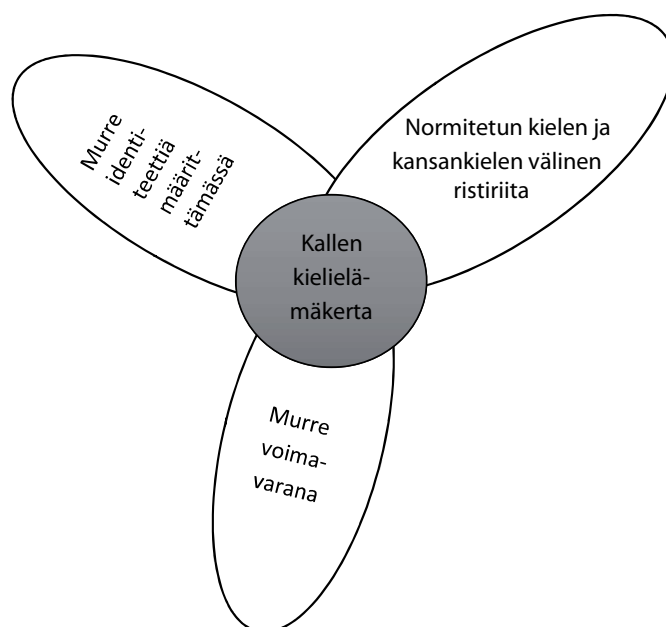 Murre
identi-
teettiä
määrit-
tämässä
Normitetun kielen ja
kansankielen välinen
ristiriita
Kallen
kielielä-
mäkerta
Murre
voima-
varana